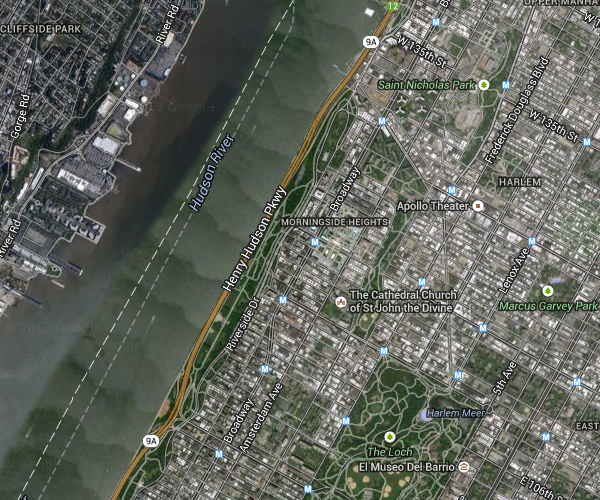 UPPER MANHA
CLIFFSIDE PARK
River Rd
12
9A
W 135th St
Saint Nicholas Park
Frederick Douglass Blvd
W 135th St
Gorge Rd
Hudson River
Broadway
HARLEM
Apollo Theater
MORNINGSIDE HEIGHTS
Henry Hudson Pkwy
River Rd
Lenox Ave
The Cathedral Church
of St John the Divine
Marcus Garvey Park
Riverside Dr
5th Ave
Broadway
Amsterdam Ave
Harlem Meer
EAST
9A
The Loch
El Museo Del Barrio
E 106th St